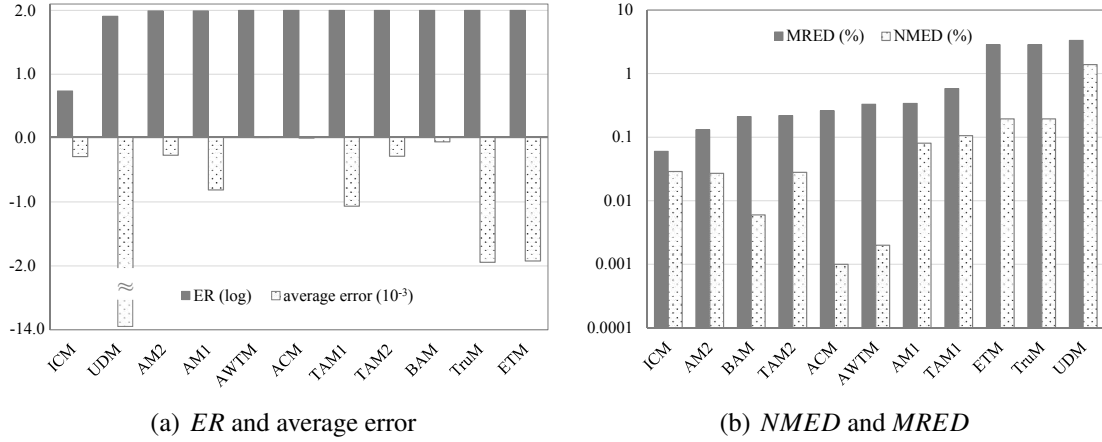 2.0
1.0
0.0
-1.0
-2.0
-14.0
≈
ER (log) average error (10⁻³)
ICM UDM AM2 AM1 AWTM ACM TAM1 TAM2 BAM TruM ETM
(a) ER and average error
10
1
0.1
0.01
0.001
0.0001
MRED (%) NMED (%)
ICM AM2 BAM TAM2 ACM AWTM AM1 TAM1 ETM TruM UDM
(b) NMED and MRED